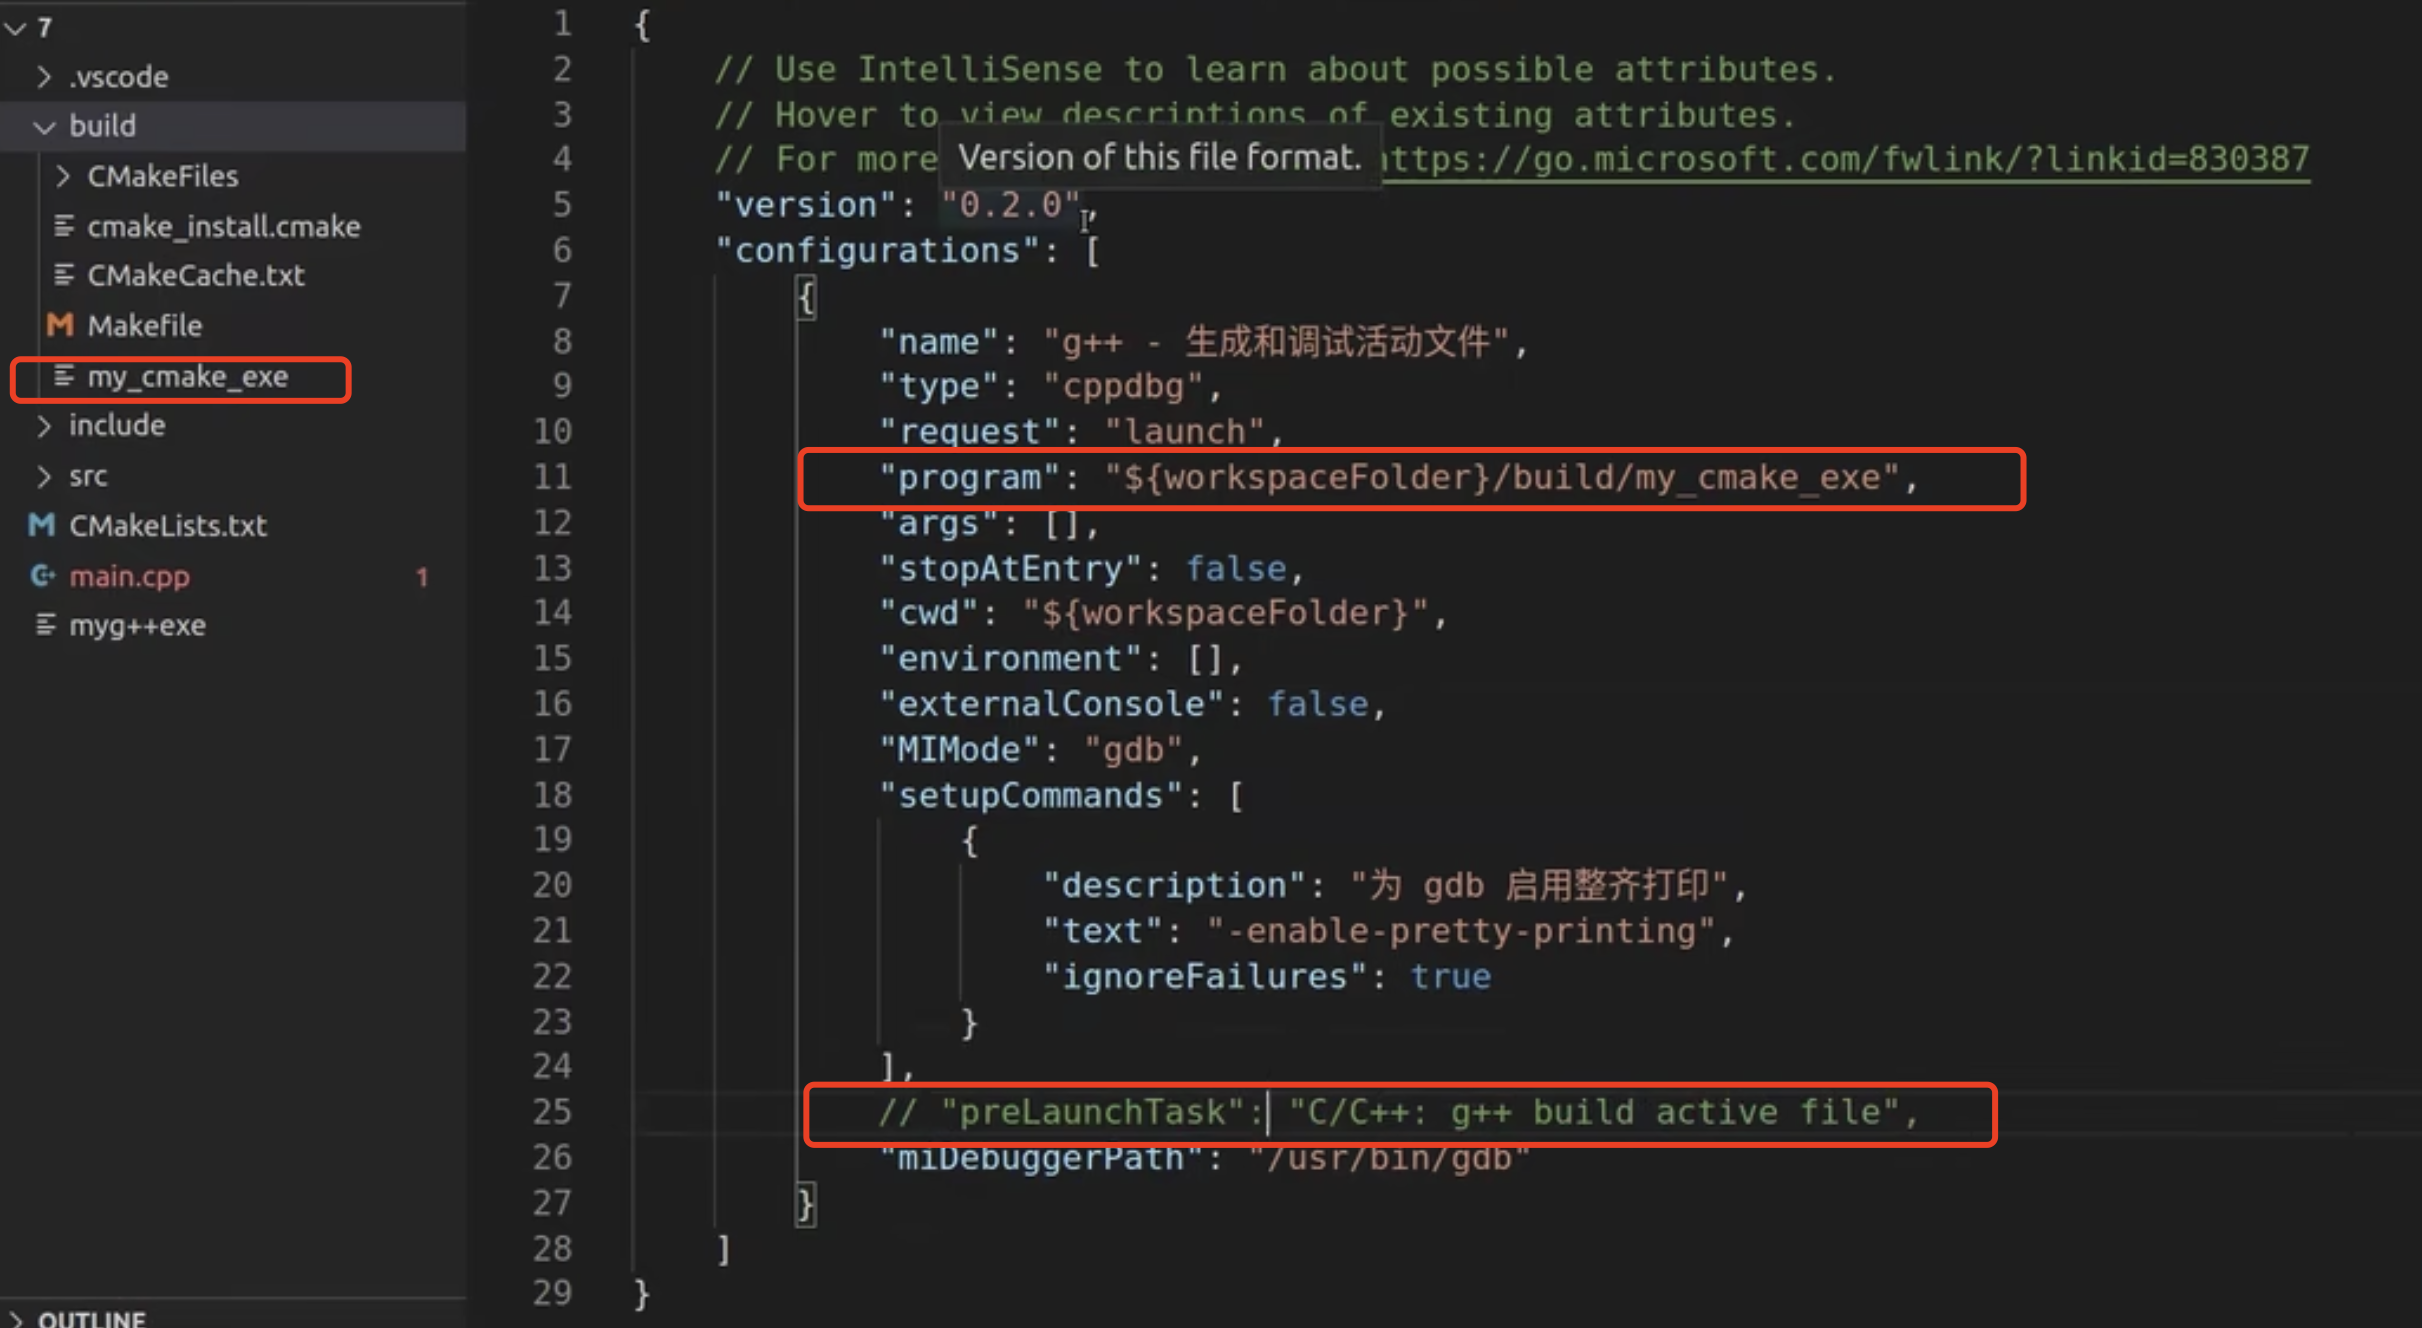 7
.vscode
build
CMakeFiles
cmake_install.cmake
CMakeCache.txt
Makefile
my_cmake_exe
include
src
CMakeLists.txt
main.cpp 1
myg++exe
OUTLINE
1 {
2 // Use IntelliSense to learn about possible attributes.
3 // Hover to view descriptions of existing attributes.
4 // For more https://go.microsoft.com/fwlink/?linkid=830387
Version of this file format.
5 "version": "0.2.0",
6 "configurations": [
7 {
8 "name": "g++ - 生成和调试活动文件",
9 "type": "cppdbg",
10 "request": "launch",
11 "program": "${workspaceFolder}/build/my_cmake_exe",
12 "args": [],
13 "stopAtEntry": false,
14 "cwd": "${workspaceFolder}",
15 "environment": [],
16 "externalConsole": false,
17 "MIMode": "gdb",
18 "setupCommands": [
19 {
20 "description": "为 gdb 启用整齐打印",
21 "text": "-enable-pretty-printing",
22 "ignoreFailures": true
23 }
24 ],
25 // "preLaunchTask": "C/C++: g++ build active file",
26 "miDebuggerPath": "/usr/bin/gdb"
27 }
28 ]
29 }